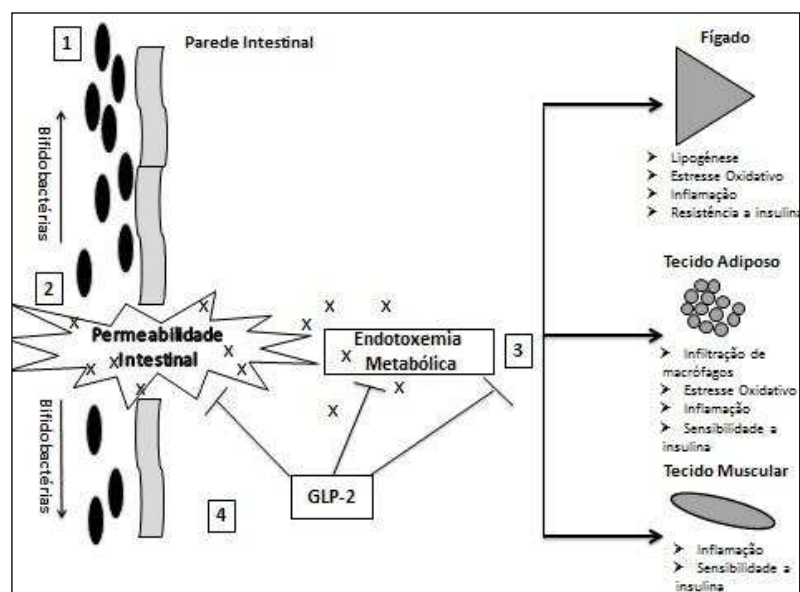 1
Parede Intestinal
Bifidobactérias
2
Permeabilidade
Intestinal
X
X
X
X
X
X
X
X
X
X
X
X
X
Endotoxemia
Metabólica
3
Bifidobactérias
GLP-2
4
Fígado
➤ Lipogénese
➤ Estresse Oxidativo
➤ Inflamação
➤ Resistência a insulina
Tecido Adiposo
➤ Infiltração de
macrófagos
➤ Estresse Oxidativo
➤ Inflamação
➤ Sensibilidade a
insulina
Tecido Muscular
➤ Inflamação
➤ Sensibilidade a
insulina